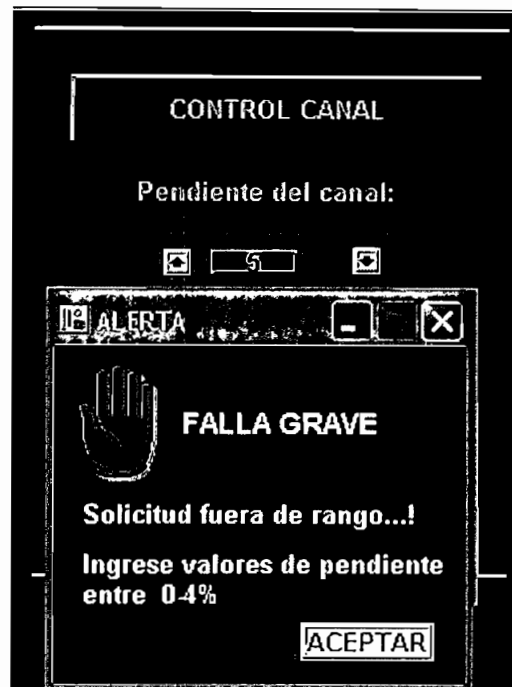 CONTROL CANAL
Pendiente del canal:
5
ALERTA
FALLA GRAVE
Solicitud fuera de rango...!
Ingrese valores de pendiente
entre 0-4%
ACEPTAR